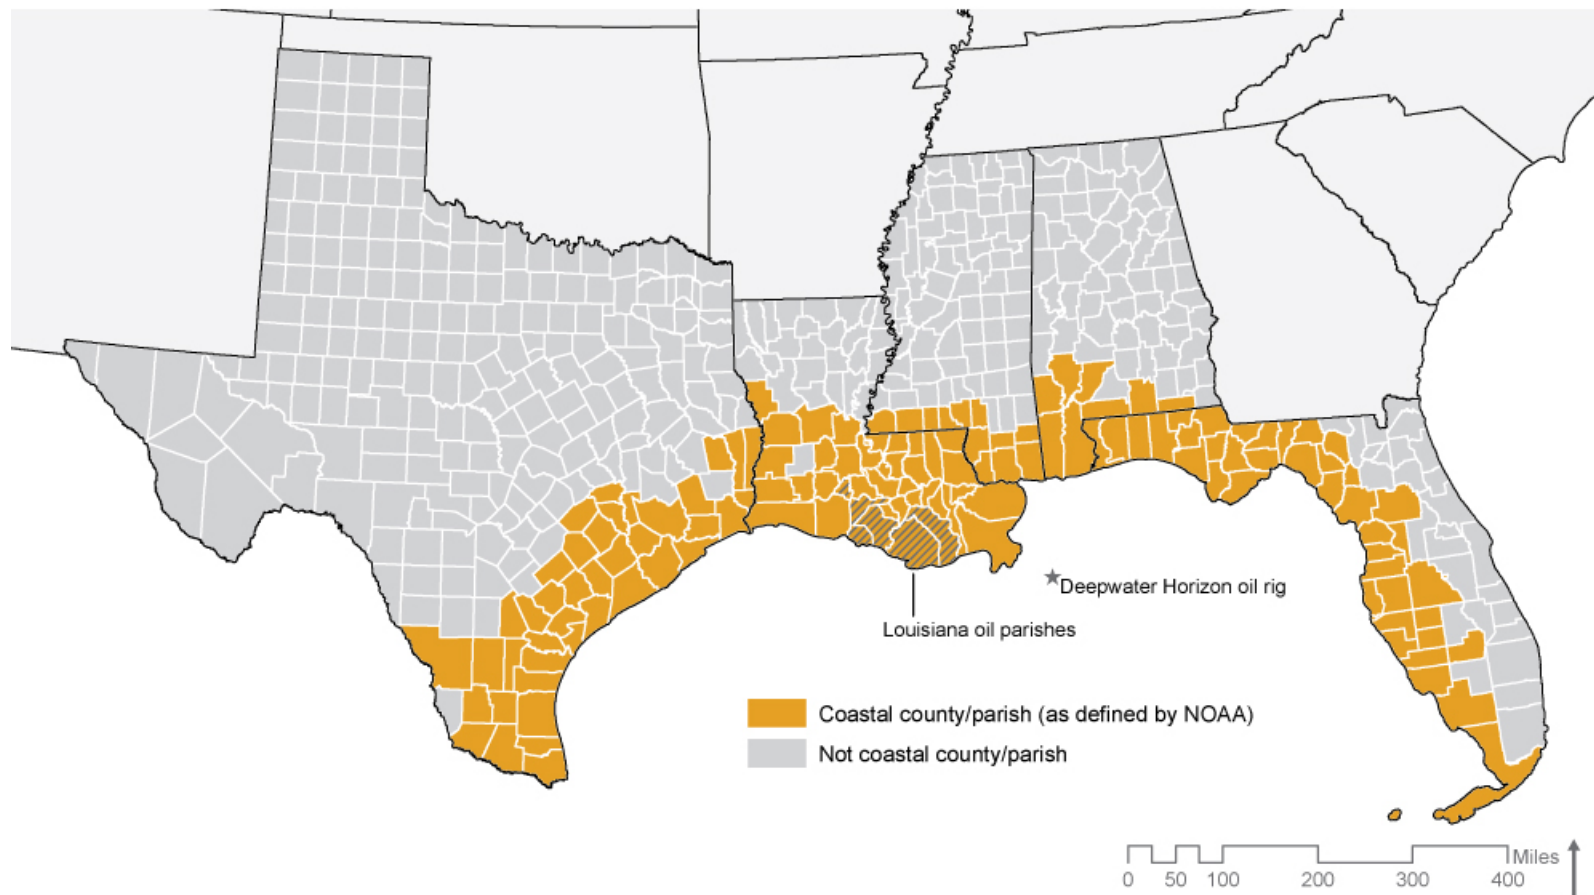 Deepwater Horizon oil rig
Louisiana oil parishes
Coastal county/parish (as defined by NOAA)
Not coastal county/parish
Miles
0 50 100 200 300 400